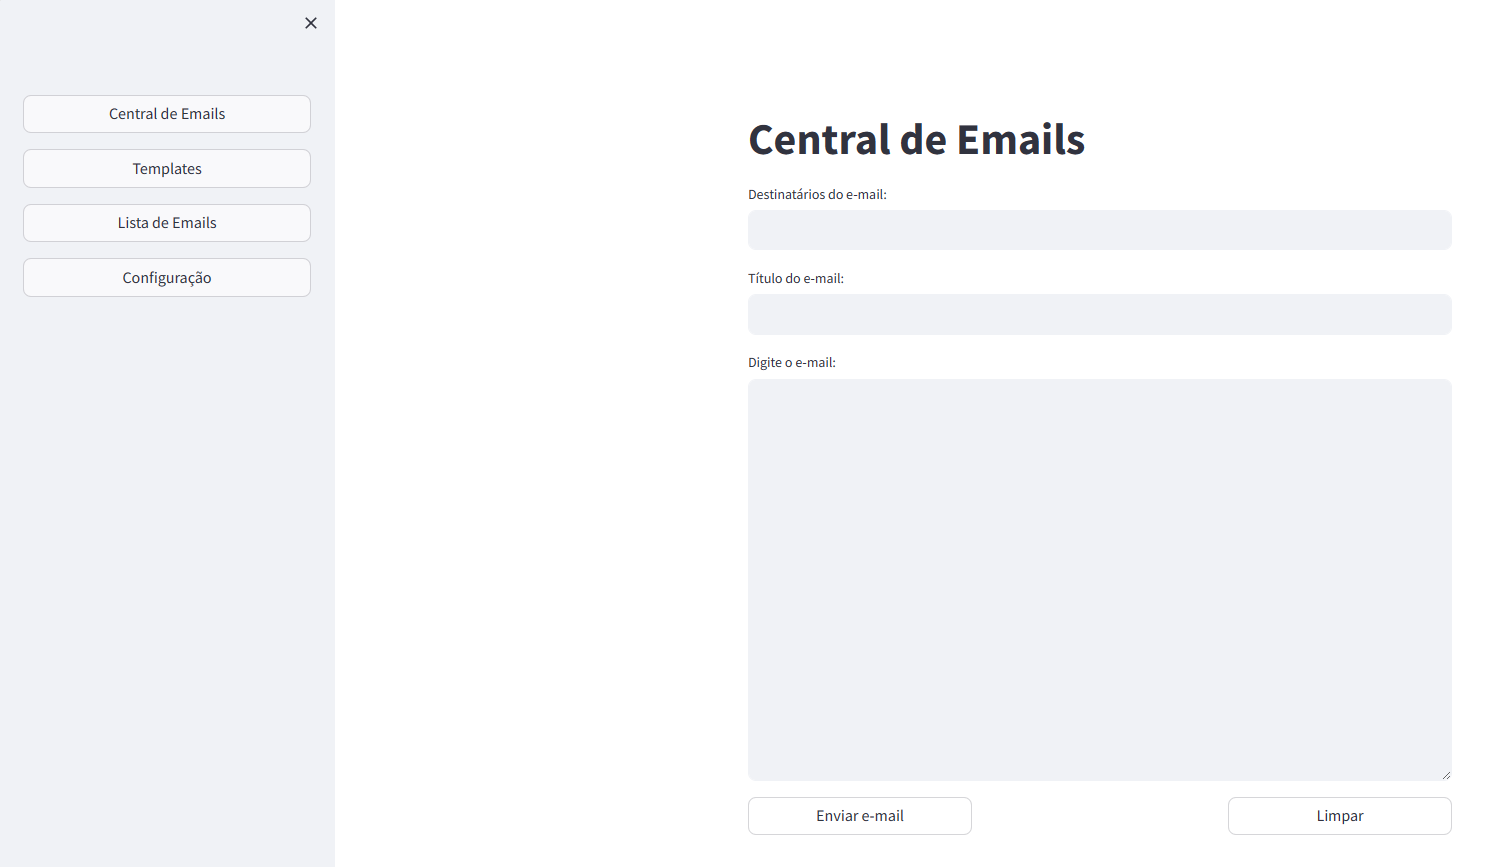 Central de Emails
Templates
Lista de Emails
Configuração
Central de Emails
Destinatários do e-mail:
Título do e-mail:
Digite o e-mail:
Enviar e-mail
Limpar